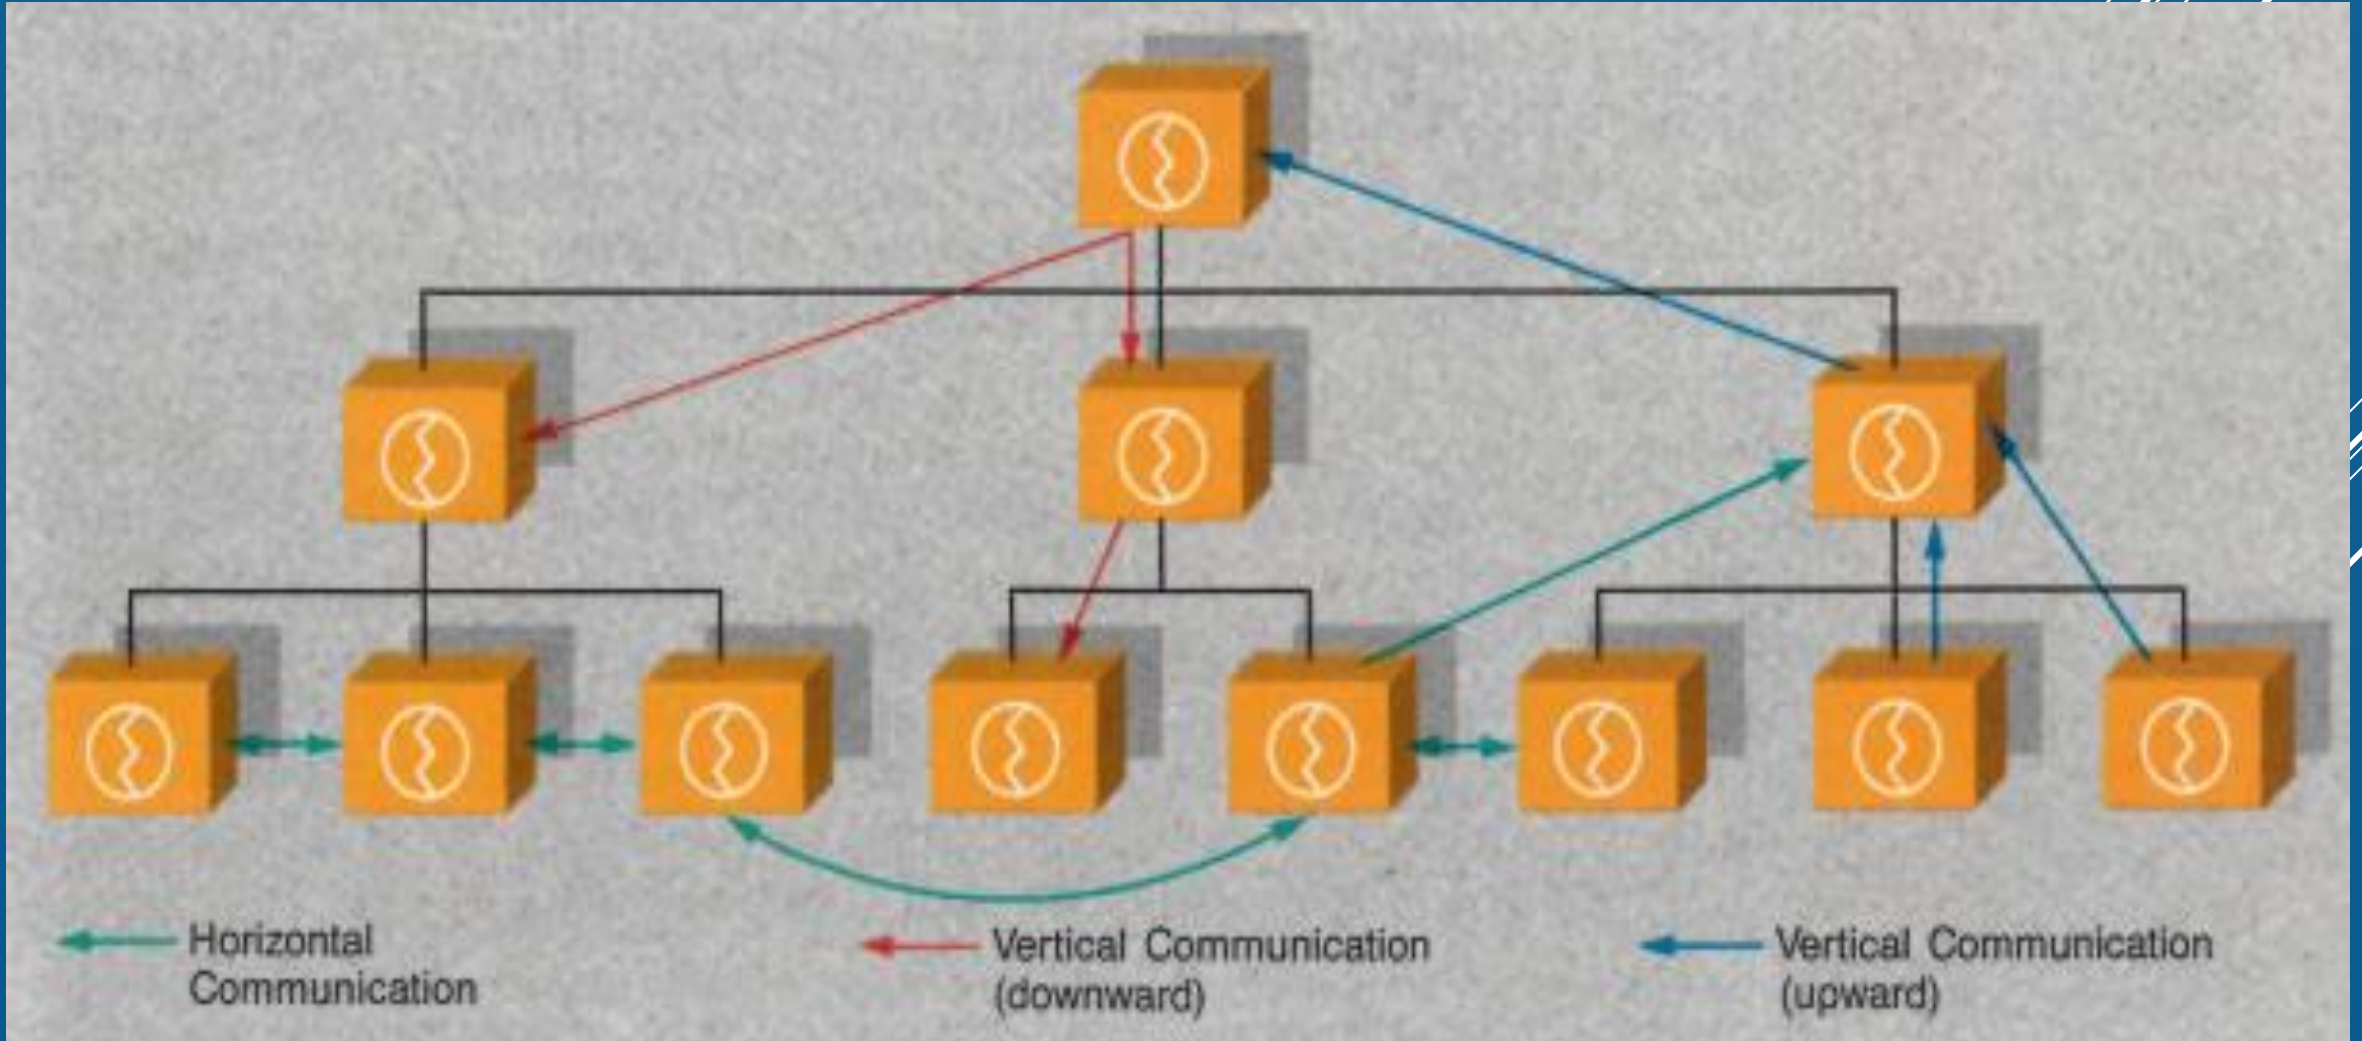 Horizontal
Communication
Vertical Communication
(downward)
Vertical Communication
(upward)